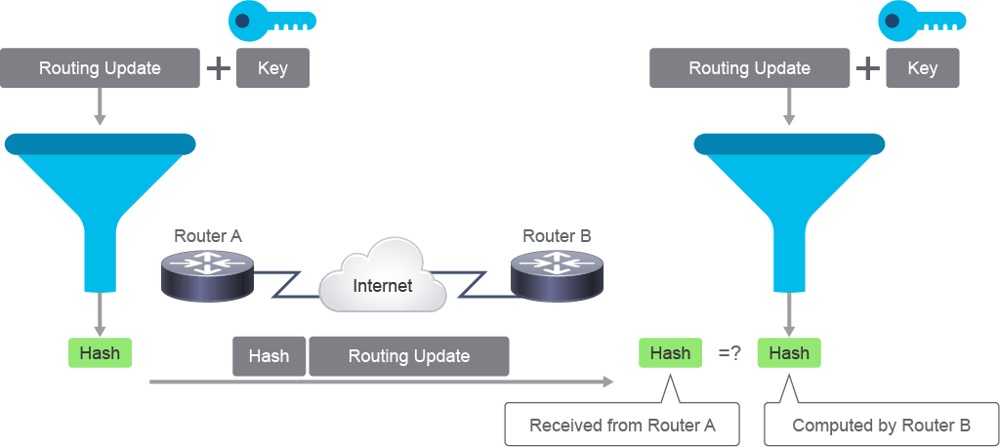 Routing Update
Key
Routing Update
Key
Router A
Router B
Internet
Hash
Hash
Routing Update
Hash
=?
Hash
Received from Router A
Computed by Router B